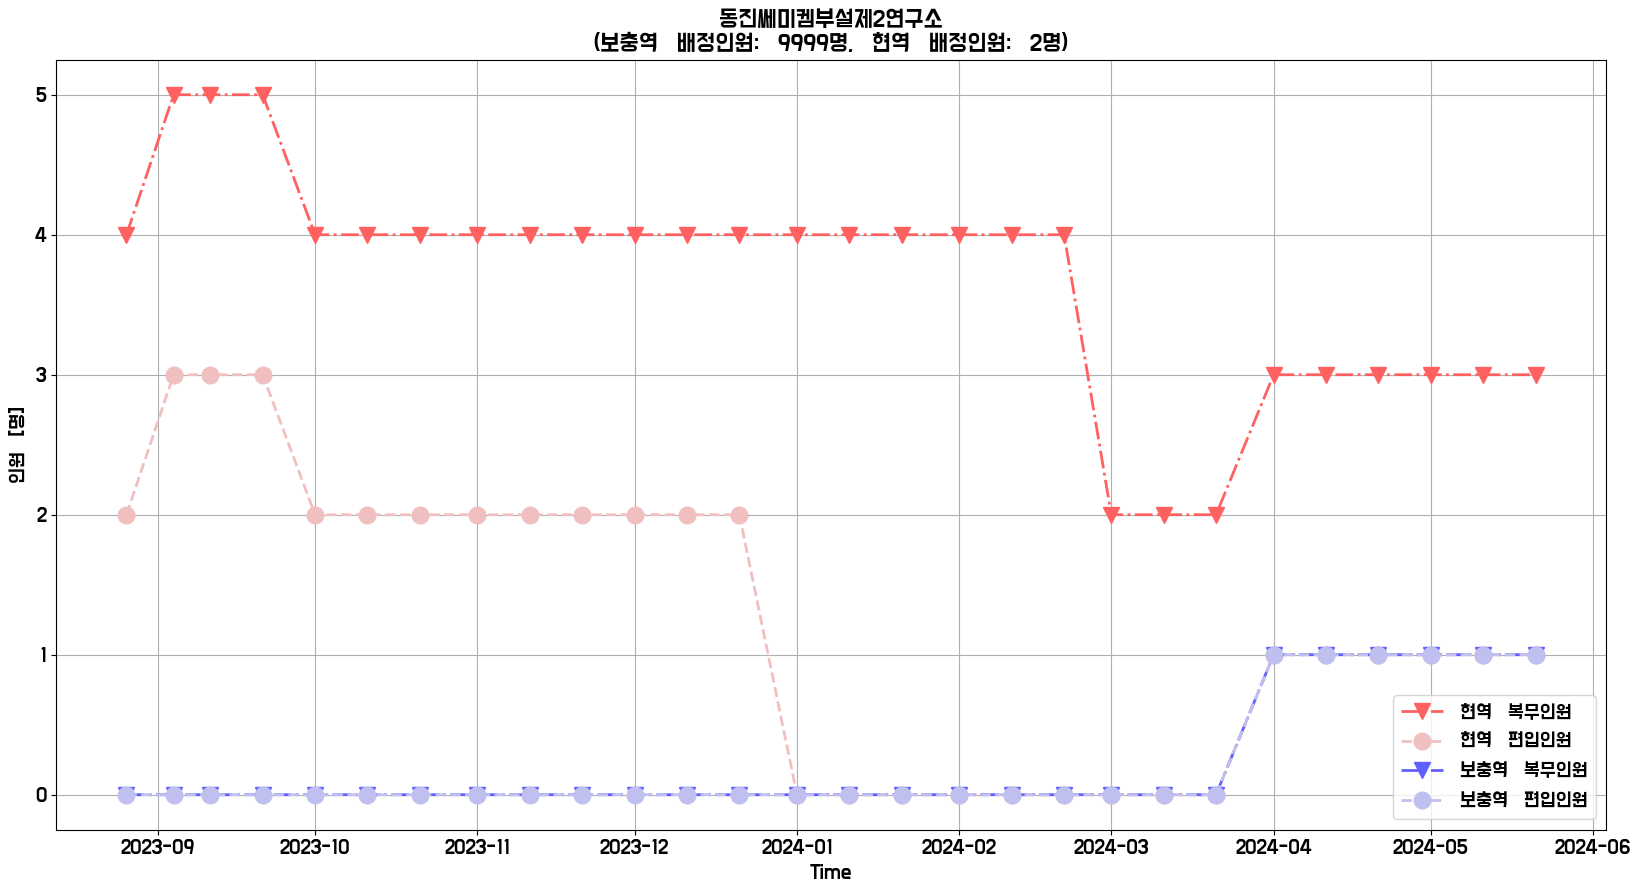 동진쎄미켐부설제2연구소
(보충역 배정인원: 9999명, 현역 배정인원: 2명)
5
4
3
2
1
0
인원 [명]
2023-09 2023-10 2023-11 2023-12 2024-01 2024-02 2024-03 2024-04 2024-05 2024-06
Time
현역 복무인원
현역 편입인원
보충역 복무인원
보충역 편입인원